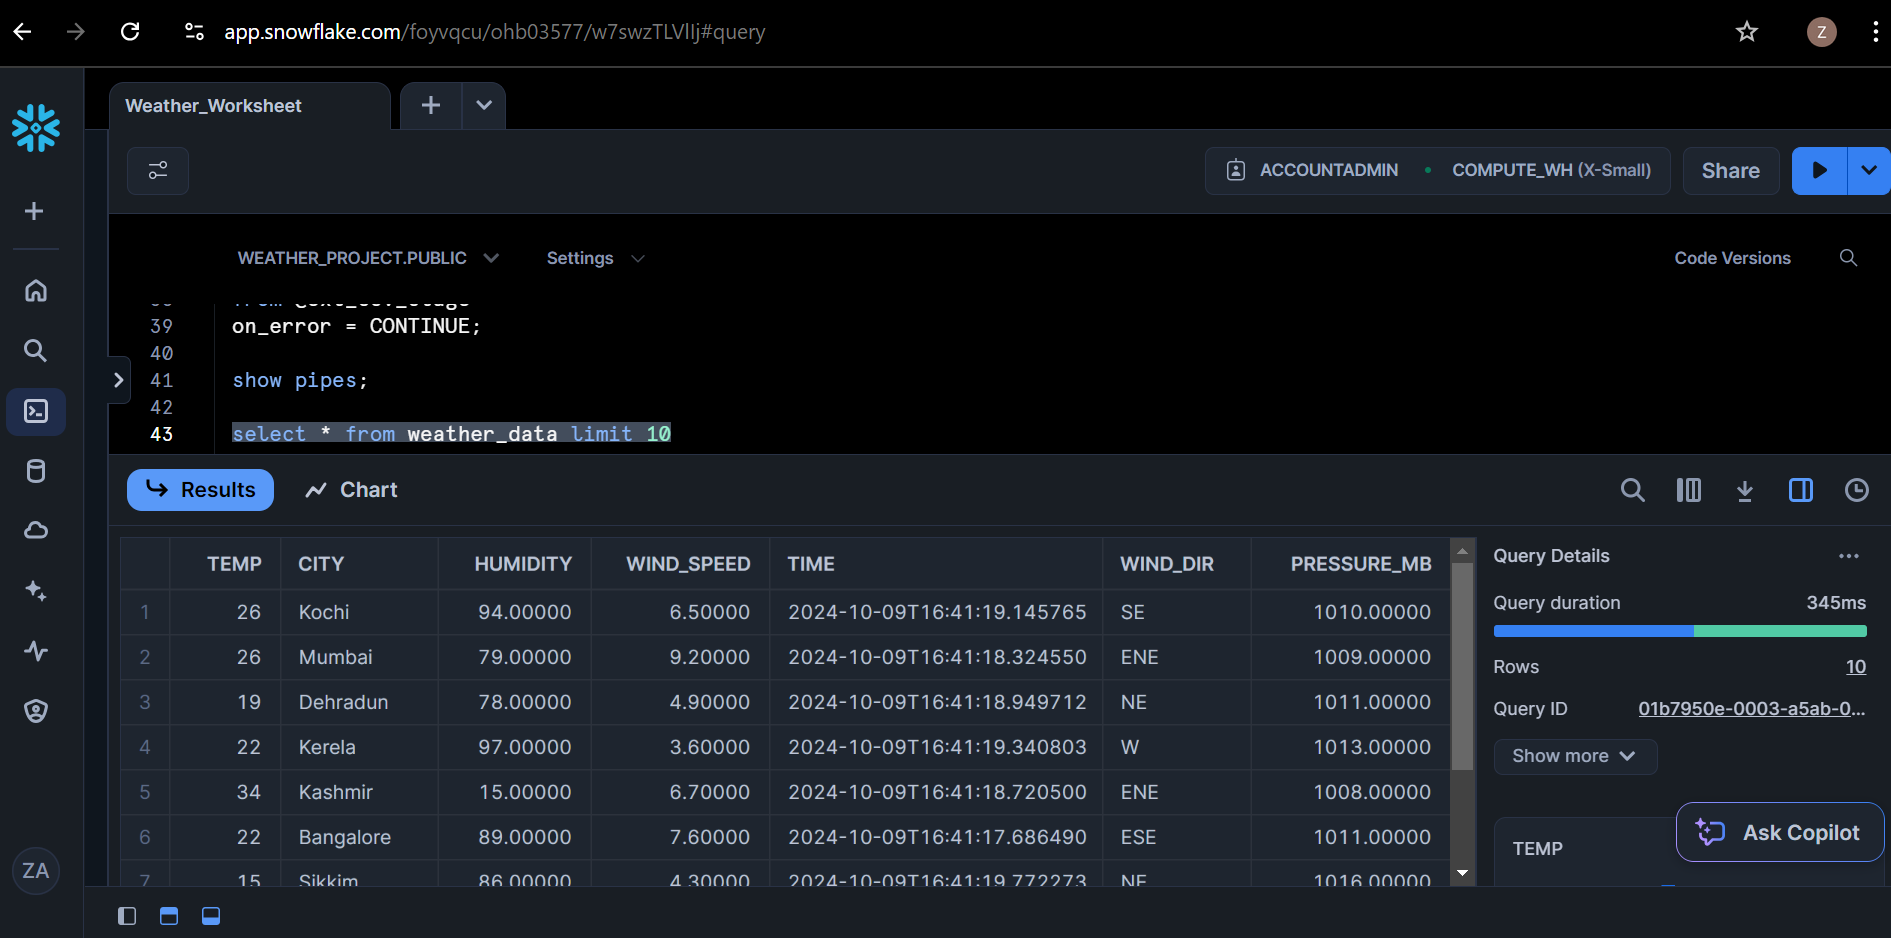 app.snowflake.com/foyvqcu/ohb03577/w7swzTLVlIj#query
Z
Weather_Worksheet
ACCOUNTADMIN COMPUTE_WH (X-Small)
Share
WEATHER_PROJECT.PUBLIC
Settings
Code Versions
39 on_error = CONTINUE;
40
41 show pipes;
42
43 select * from weather_data limit 10
Results
Chart
TEMP CITY HUMIDITY WIND_SPEED TIME WIND_DIR PRESSURE_MB
1 26 Kochi 94.00000 6.50000 2024-10-09T16:41:19.145765 SE 1010.00000
2 26 Mumbai 79.00000 9.20000 2024-10-09T16:41:18.324550 ENE 1009.00000
3 19 Dehradun 78.00000 4.90000 2024-10-09T16:41:18.949712 NE 1011.00000
4 22 Kerela 97.00000 3.60000 2024-10-09T16:41:19.340803 W 1013.00000
5 34 Kashmir 15.00000 6.70000 2024-10-09T16:41:18.720500 ENE 1008.00000
6 22 Bangalore 89.00000 7.60000 2024-10-09T16:41:17.686490 ESE 1011.00000
7 15 Sikkim 86.00000 4.30000 2024-10-09T16:41:19.772273 NE 1016.00000
Query Details
Query duration 345ms
Rows 10
Query ID 01b7950e-0003-a5ab-0...
Show more
TEMP
Ask Copilot
ZA